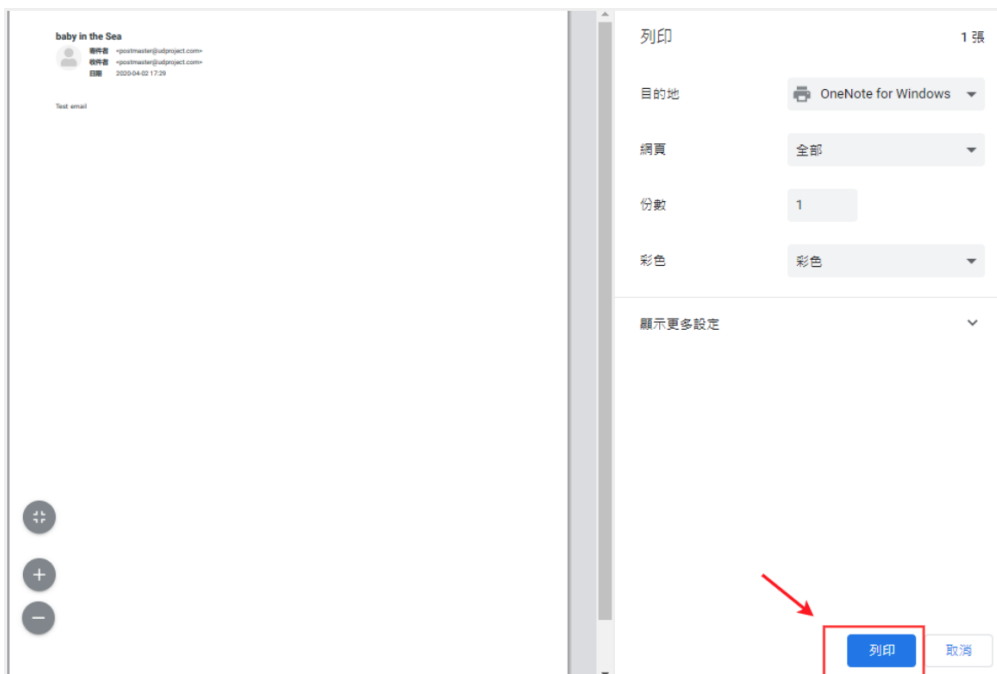 baby in the Sea
寄件者 <postmaster@udproject.com>
收件者 <postmaster@udproject.com>
日期 2020-04-02 17:29
Test email
列印 1 張
目的地 OneNote for Windows
網頁 全部
份數 1
彩色 彩色
顯示更多設定
列印 取消